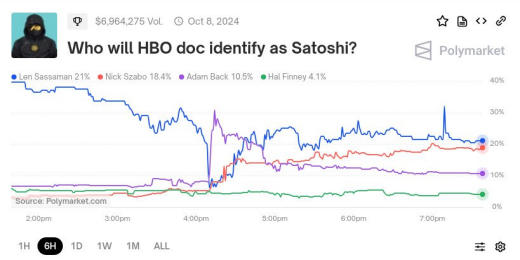 $6,964,275 Vol. Oct 8, 2024
Who will HBO doc identify as Satoshi?
Polymarket
Len Sassaman 21% Nick Szabo 18.4% Adam Back 10.5% Hal Finney 4.1%
40%
30%
20%
10%
0%
Source: Polymarket.com
2:00pm 3:00pm 4:00pm 5:00pm 6:00pm 7:00pm
1H 6H 1D 1W 1M ALL